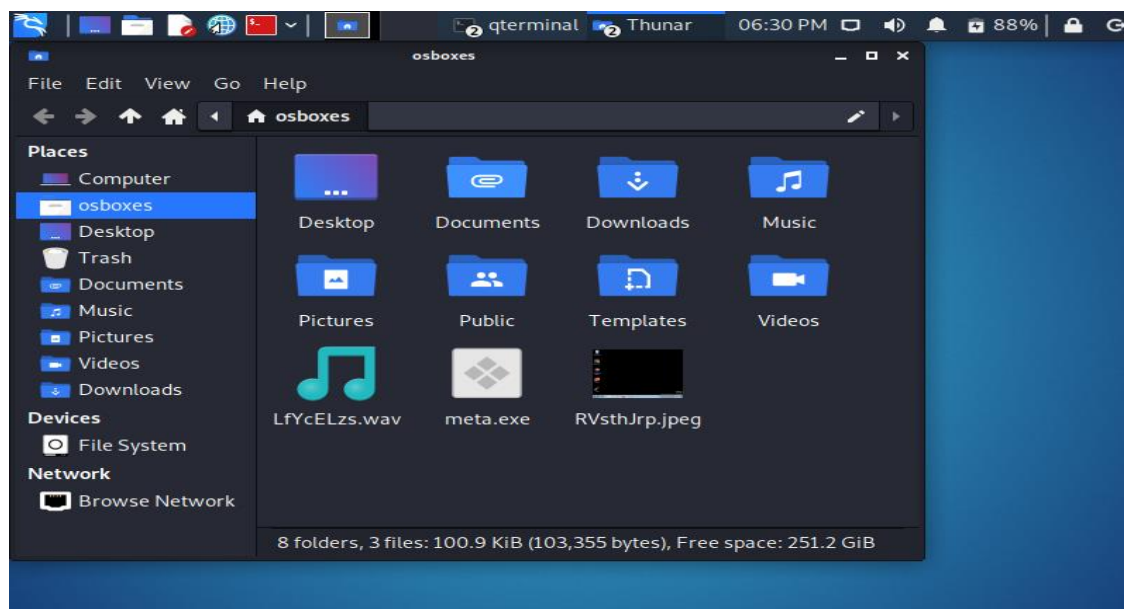 2 qterminal 2 Thunar 06:30 PM 88%
osboxes
File Edit View Go Help
osboxes
Places
Computer
osboxes
Desktop
Trash
Documents
Music
Pictures
Videos
Downloads
Devices
File System
Network
Browse Network
Desktop Documents Downloads Music
Pictures Public Templates Videos
LfYcELzs.wav meta.exe RVsthJrp.jpeg
8 folders, 3 files: 100.9 KiB (103,355 bytes), Free space: 251.2 GiB